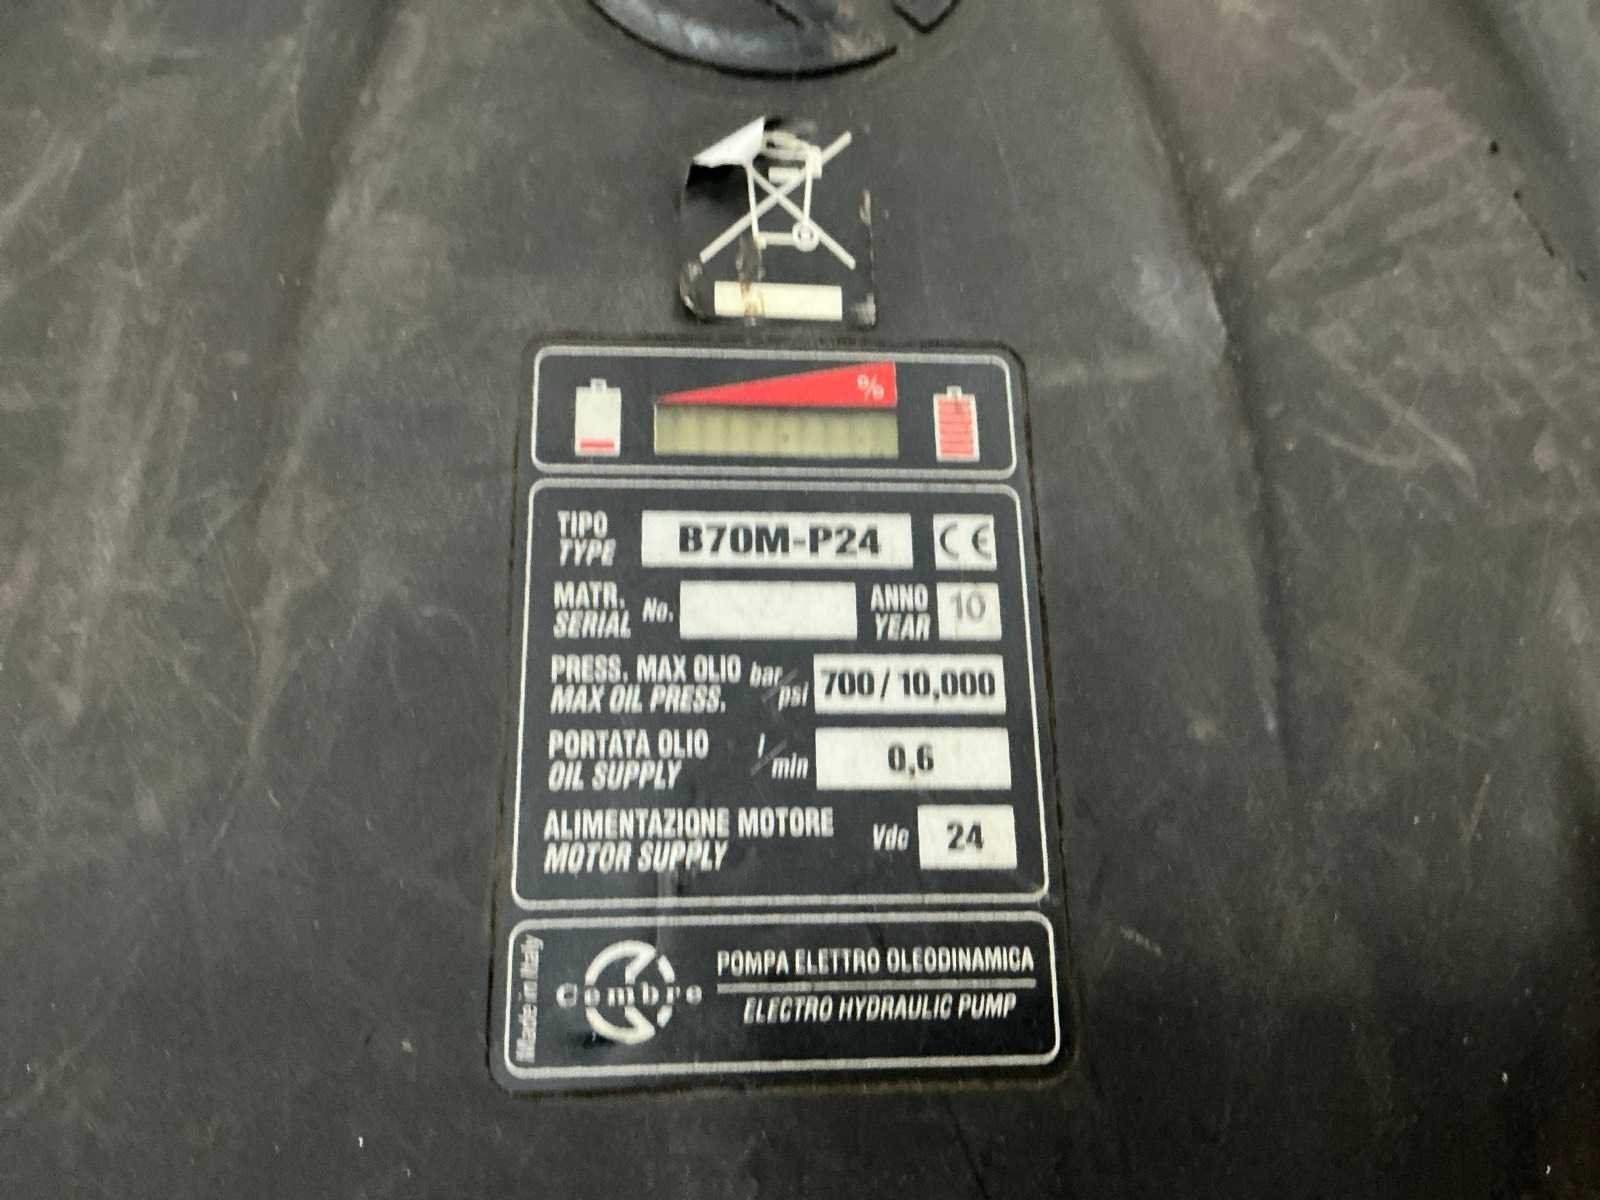 %
TIPO B70M-P24 CE
TYPE
MATR. No. ANNO 10
SERIAL YEAR
PRESS. MAX OLIO bar/psi 700/10,000
MAX OIL PRESS.
PORTATA OLIO l/min 0,6
OIL SUPPLY
ALIMENTAZIONE MOTORE Vdc 24
MOTOR SUPPLY
Made in Italy
Cembre
POMPA ELETTRO OLEODINAMICA
ELECTRO HYDRAULIC PUMP